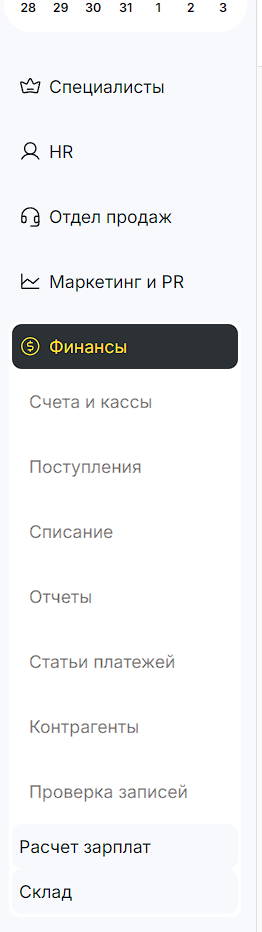 28 29 30 31 1 2 3
Специалисты
HR
Отдел продаж
Маркетинг и PR
Финансы
Счета и кассы
Поступления
Списание
Отчеты
Статьи платежей
Контрагенты
Проверка записей
Расчет зарплат
Склад